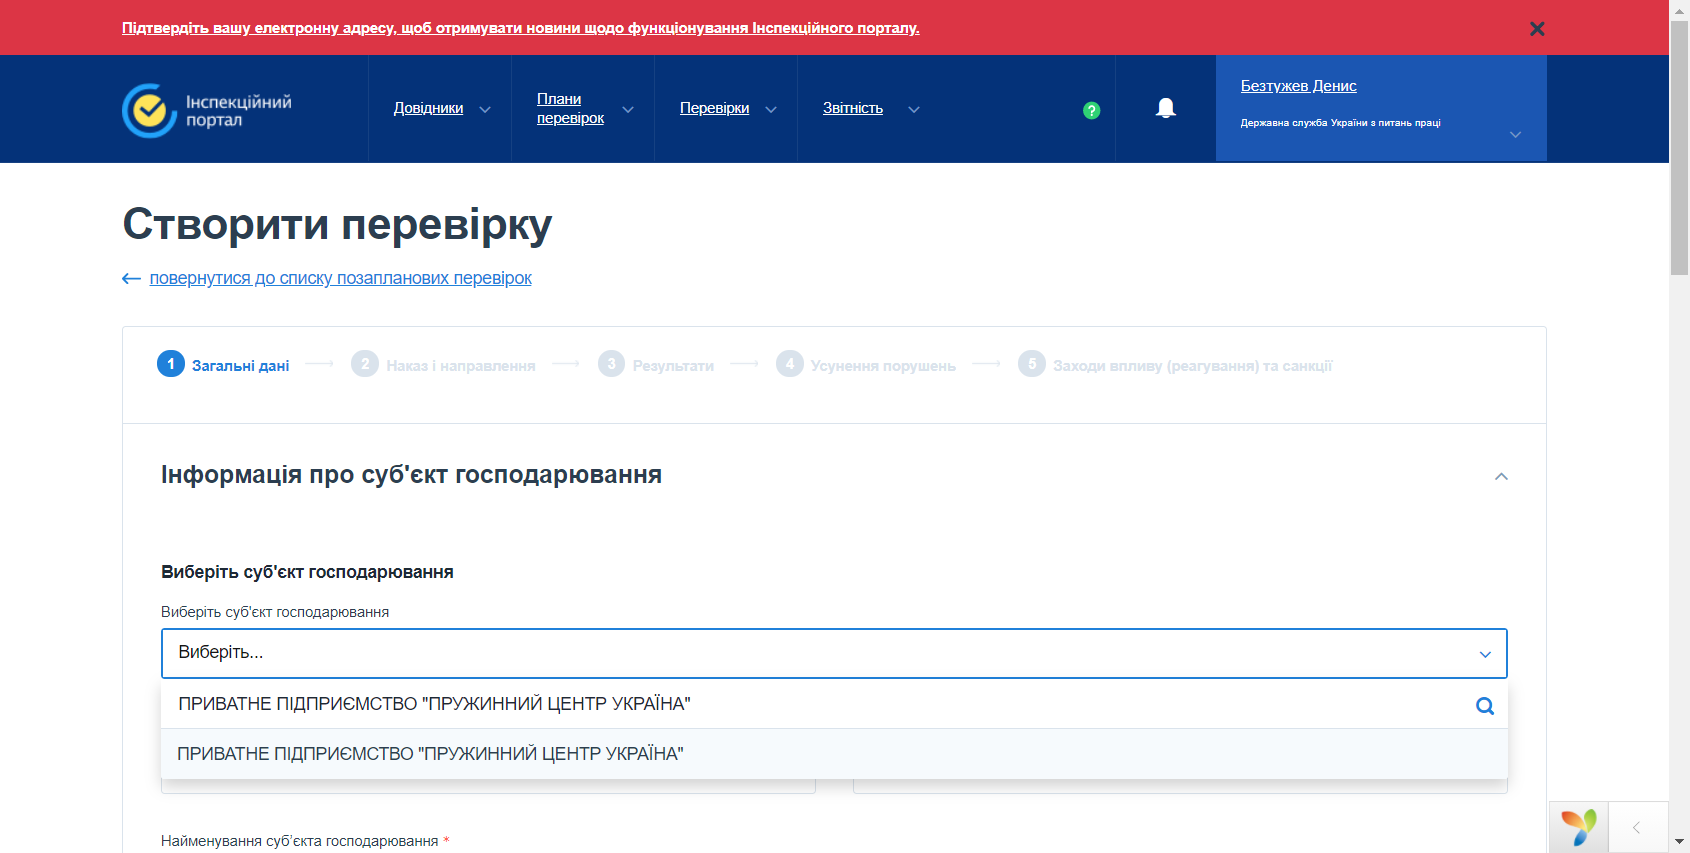 Підтвердіть вашу електронну адресу, щоб отримувати новини щодо функціонування Інспекційного порталу.
Інспекційний
портал
Довідники
Плани
перевірок
Перевірки
Звітність
?
Безтужев Денис
Державна служба України з питань праці
Створити перевірку
повернутися до списку позапланових перевірок
1 Загальні дані
2 Наказ і направлення
3 Результати
4 Усунення порушень
5 Заходи впливу (реагування) та санкції
Інформація про суб'єкт господарювання
Виберіть суб'єкт господарювання
Виберіть суб'єкт господарювання
Виберіть...
ПРИВАТНЕ ПІДПРИЄМСТВО "ПРУЖИННИЙ ЦЕНТР УКРАЇНА"
ПРИВАТНЕ ПІДПРИЄМСТВО "ПРУЖИННИЙ ЦЕНТР УКРАЇНА"
Найменування суб'єкта господарювання *